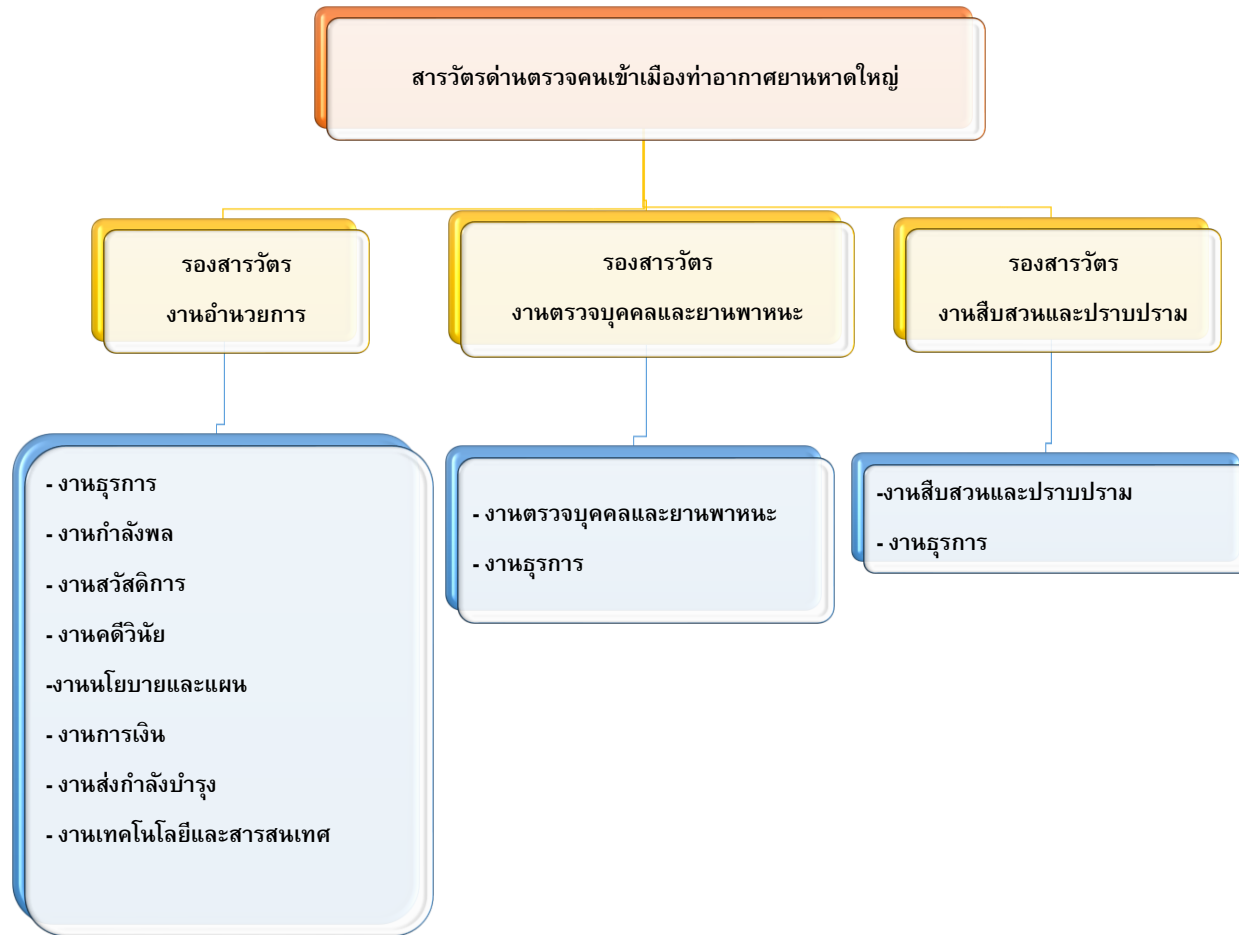 สารวัตรด่านตรวจคนเข้าเมืองท่าอากาศยานหาดใหญ่
รองสารวัตร
งานอำนวยการ
รองสารวัตร
งานตรวจบุคคลและยานพาหนะ
รองสารวัตร
งานสืบสวนและปราบปราม
- งานธุรการ
- งานกำลังพล
- งานสวัสดิการ
- งานคดีวินัย
-งานนโยบายและแผน
- งานการเงิน
- งานส่งกำลังบำรุง
- งานเทคโนโลยีและสารสนเทศ
- งานตรวจบุคคลและยานพาหนะ
- งานธุรการ
-งานสืบสวนและปราบปราม
- งานธุรการ